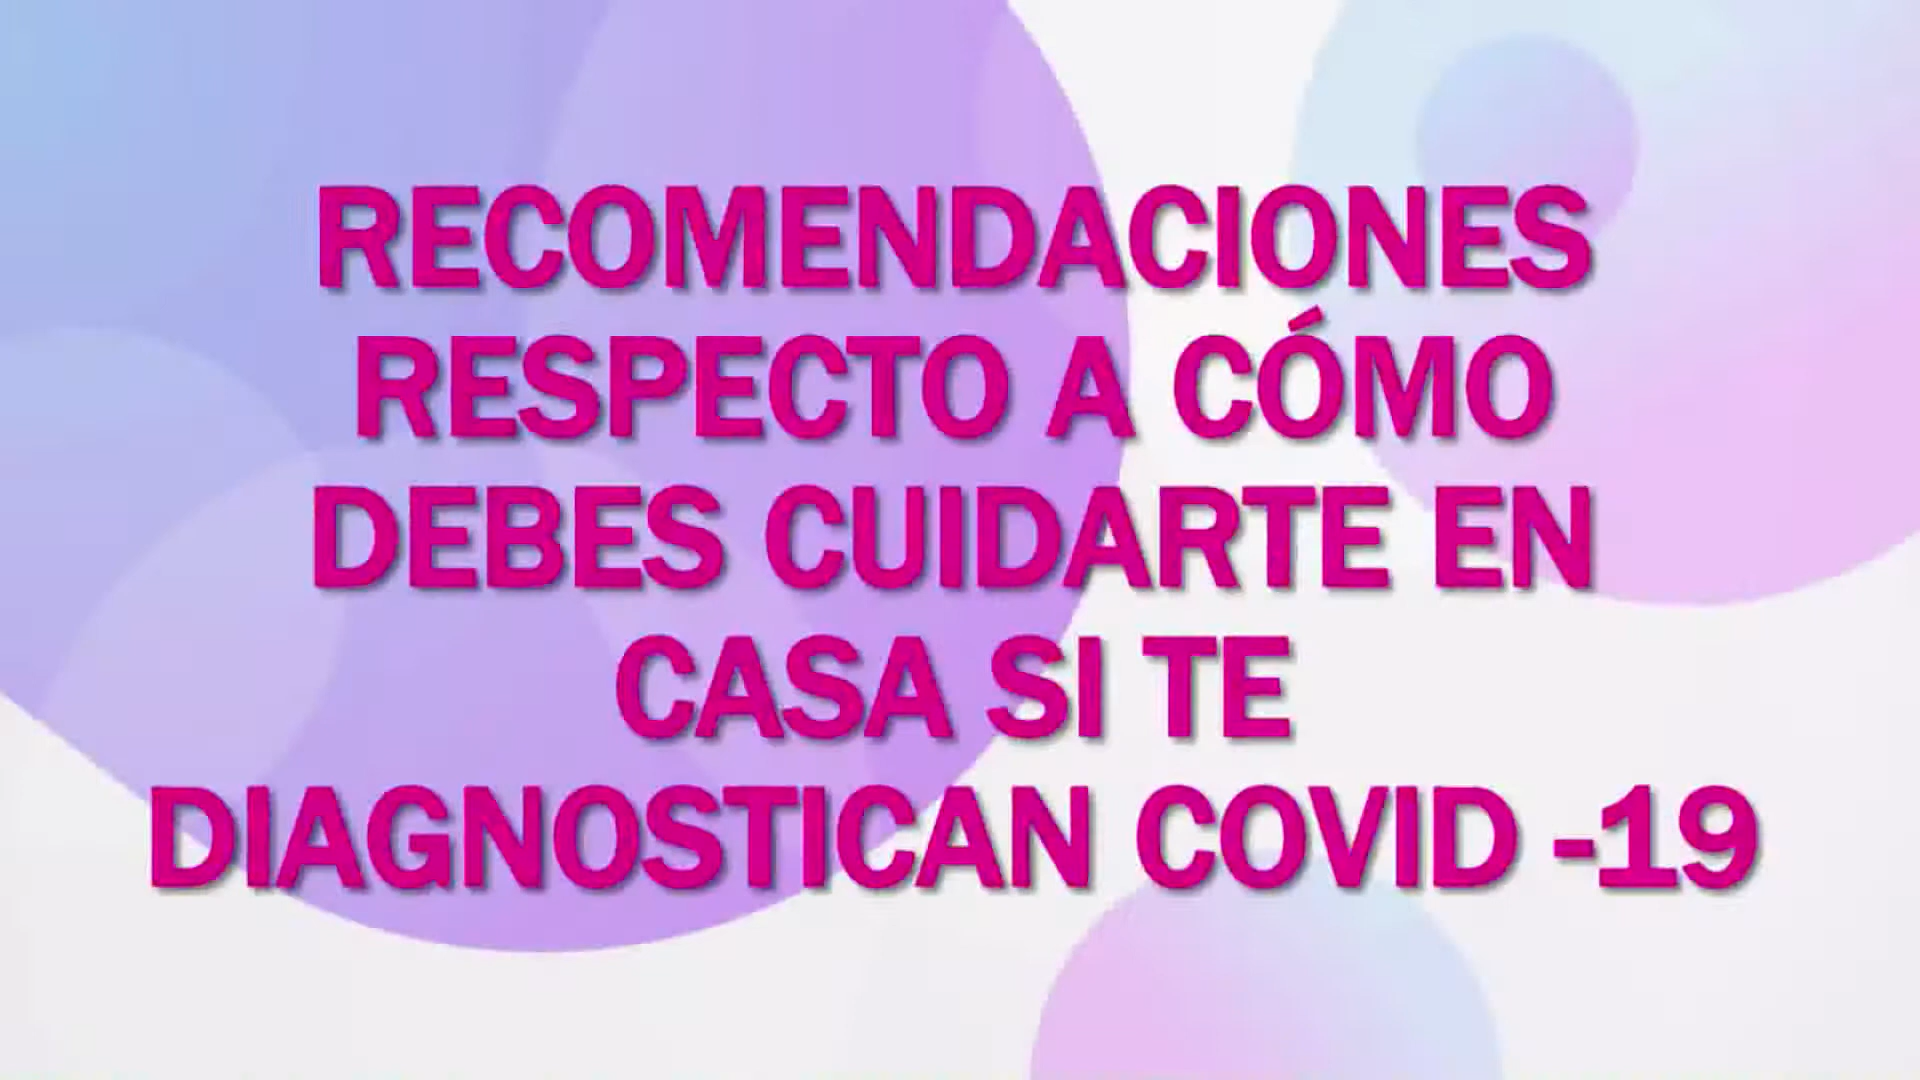 RECOMENDACIONES
RESPECTO A CÓMO
DEBES CUIDARTE EN
CASA SI TE
DIAGNOSTICAN COVID -19